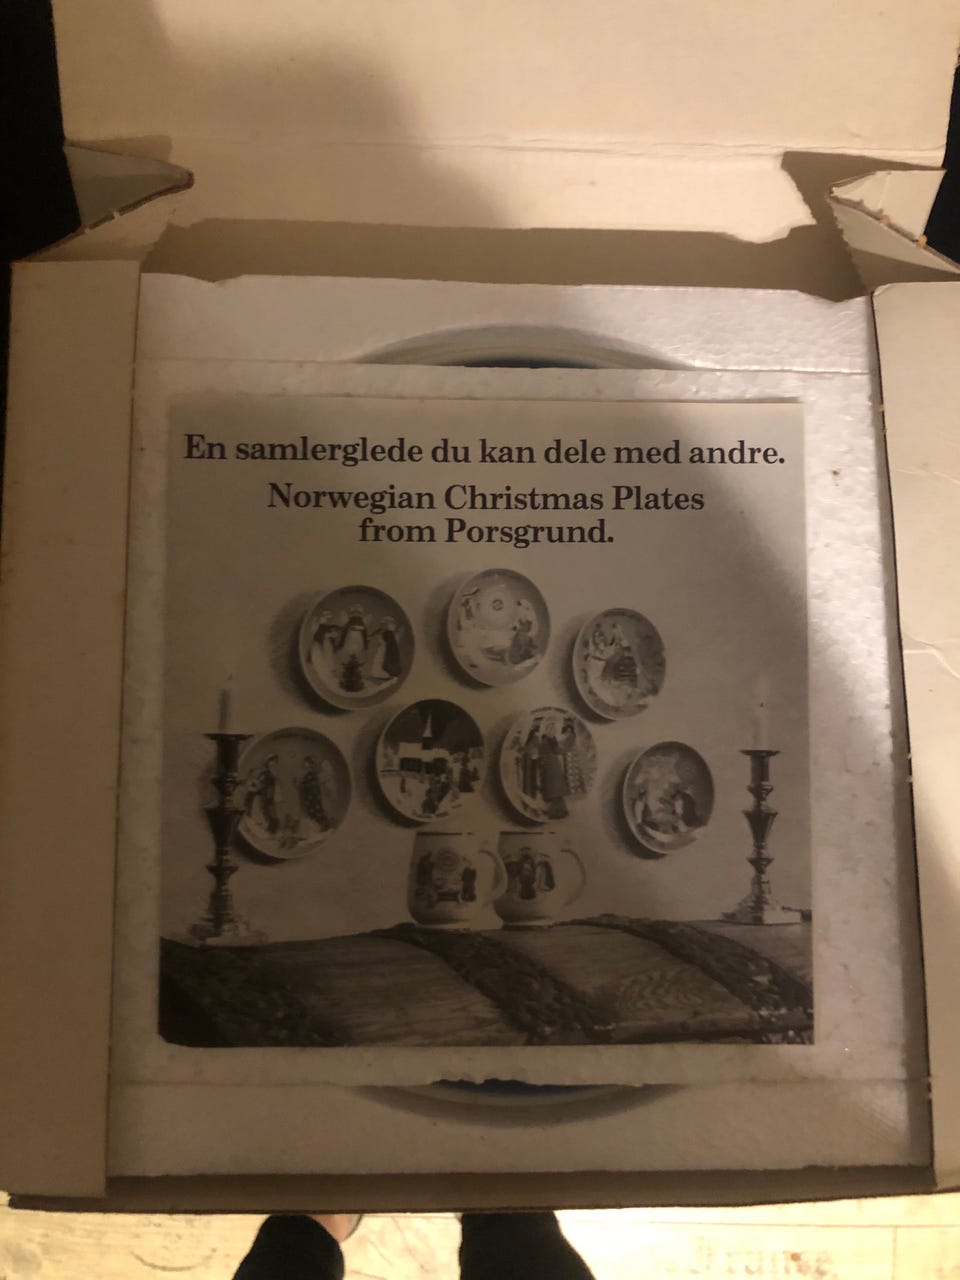 En samlerglede du kan dele med andre.
Norwegian Christmas Plates
from Porsgrund.